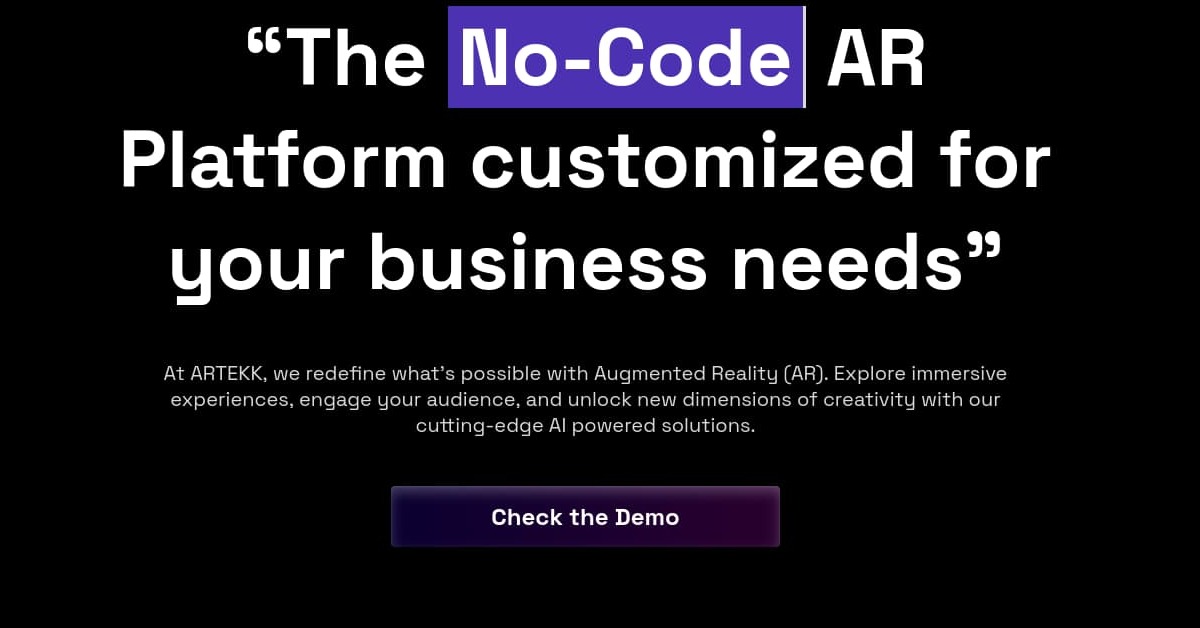 “The No-Code AR
Platform customized for
your business needs”
At ARTEKK, we redefine what's possible with Augmented Reality (AR). Explore immersive
experiences, engage your audience, and unlock new dimensions of creativity with our
cutting-edge AI powered solutions.
Check the Demo